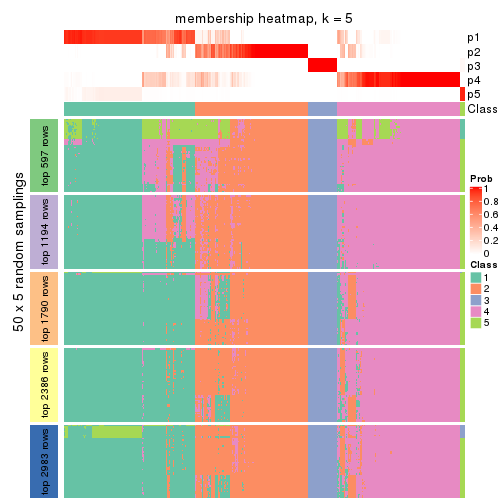 membership heatmap, k = 5
p1
p2
p3
p4
p5
Class
50 x 5 random samplings
top 597 rows
top 1194 rows
top 1790 rows
top 2386 rows
top 2983 rows
Prob
1
0.8
0.6
0.4
0.2
0
Class
1
2
3
4
5